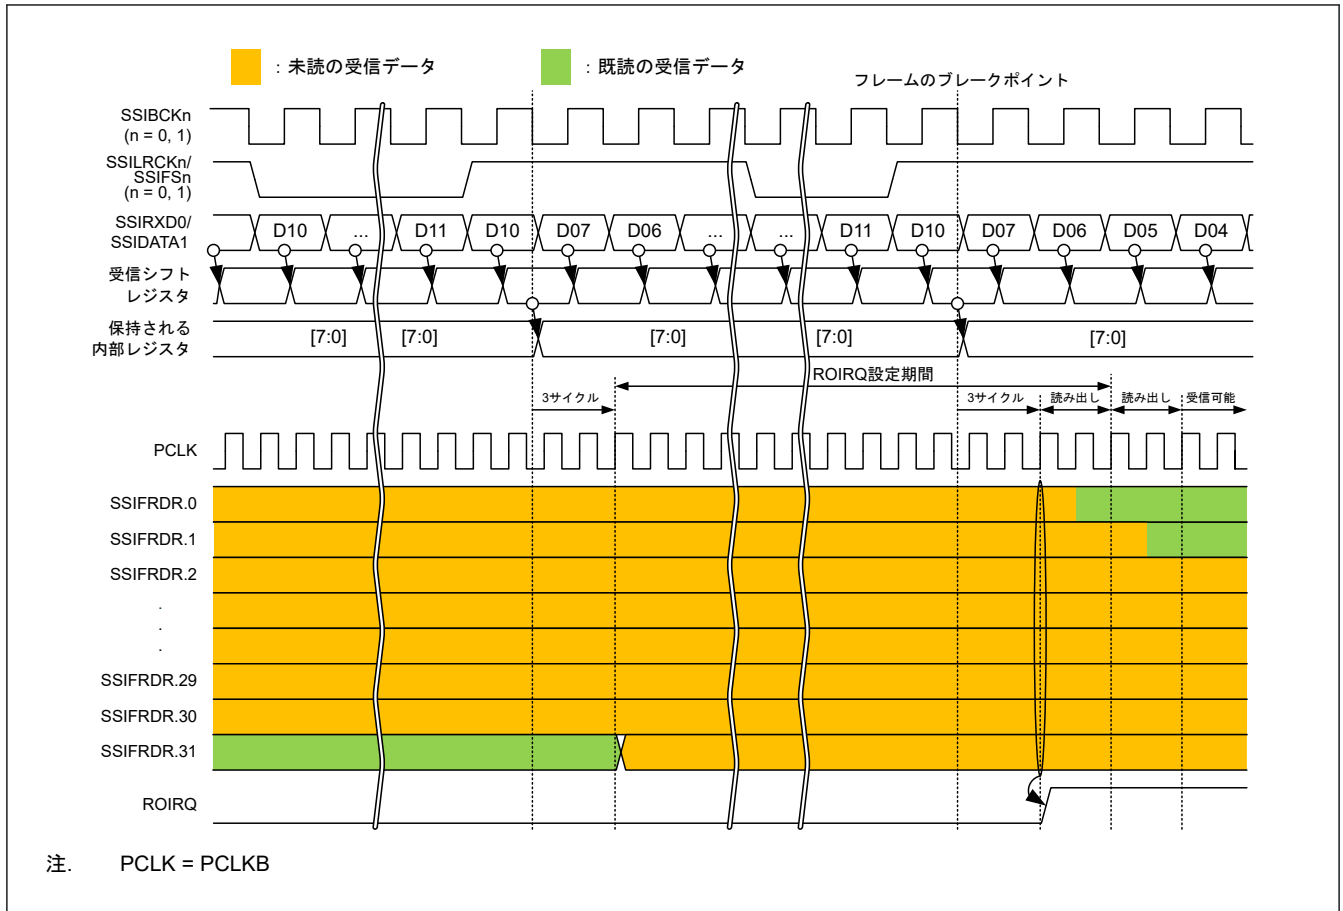 ：未読の受信データ
：既読の受信データ
フレームのブレークポイント
SSIBCKn
(n = 0, 1)
SSILRCKn/
SSIFSn
(n = 0, 1)
SSIRXD0/
SSIDATA1
D10
...
D11
D10
D07
D06
...
...
D11
D10
D07
D06
D05
D04
受信シフト
レジスタ
保持される
内部レジスタ
[7:0]
[7:0]
[7:0]
[7:0]
[7:0]
ROIRQ設定期間
3サイクル
3サイクル
読み出し
読み出し
受信可能
PCLK
SSIFRDR.0
SSIFRDR.1
SSIFRDR.2
.
.
.
SSIFRDR.29
SSIFRDR.30
SSIFRDR.31
ROIRQ
注. PCLK = PCLKB